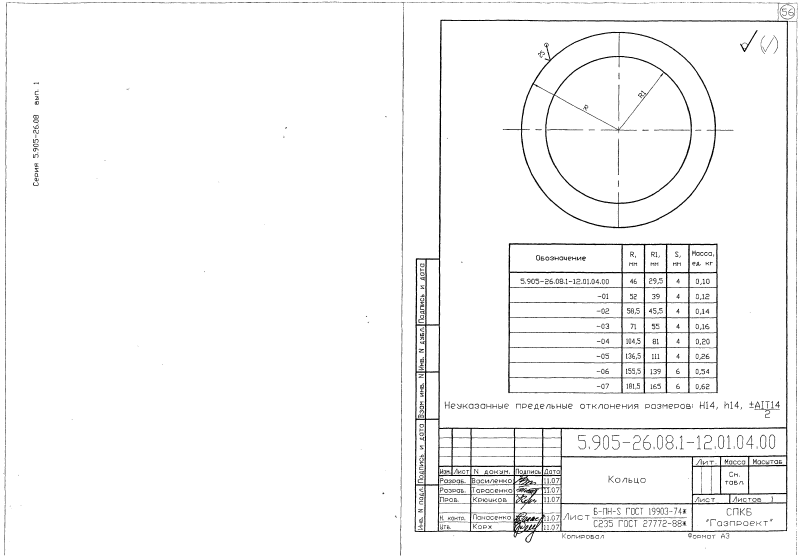 56
Серия 5.905-26.08 вып. 1
25
R
R1
Обозначение R, мм R1, мм S, мм Масса, ед. кг
5.905-26.08.1-12.01.04.00 46 29,5 4 0,10
-01 52 39 4 0,12
-02 58,5 45,5 4 0,14
-03 71 55 4 0,16
-04 104,5 81 4 0,20
-05 136,5 111 4 0,26
-06 155,5 139 6 0,54
-07 181,5 165 6 0,62
Неуказанные предельные отклонения размеров: H14, h14, ±AIT14/2
Инв. N подл. Подпись и дата Взам инв. N Инв. N дубл. Подпись и дата
5.905-26.08.1-12.01.04.00
Изм. Лист N докум. Подпись Дата
Разраб. Василенко 11.07
Разраб. Тарасенко 11.07
Пров. Крючков 11.07
Н. контр. Панасенко 11.07
Утв. Корж 11.07
Кольцо
Лит. Масса Масштаб
См. табл.
Лист Листов 1
Лист Б-ПН-S ГОСТ 19903-74*
С235 ГОСТ 27772-88*
СПКБ
"Газпроект"
Копировал Формат А3